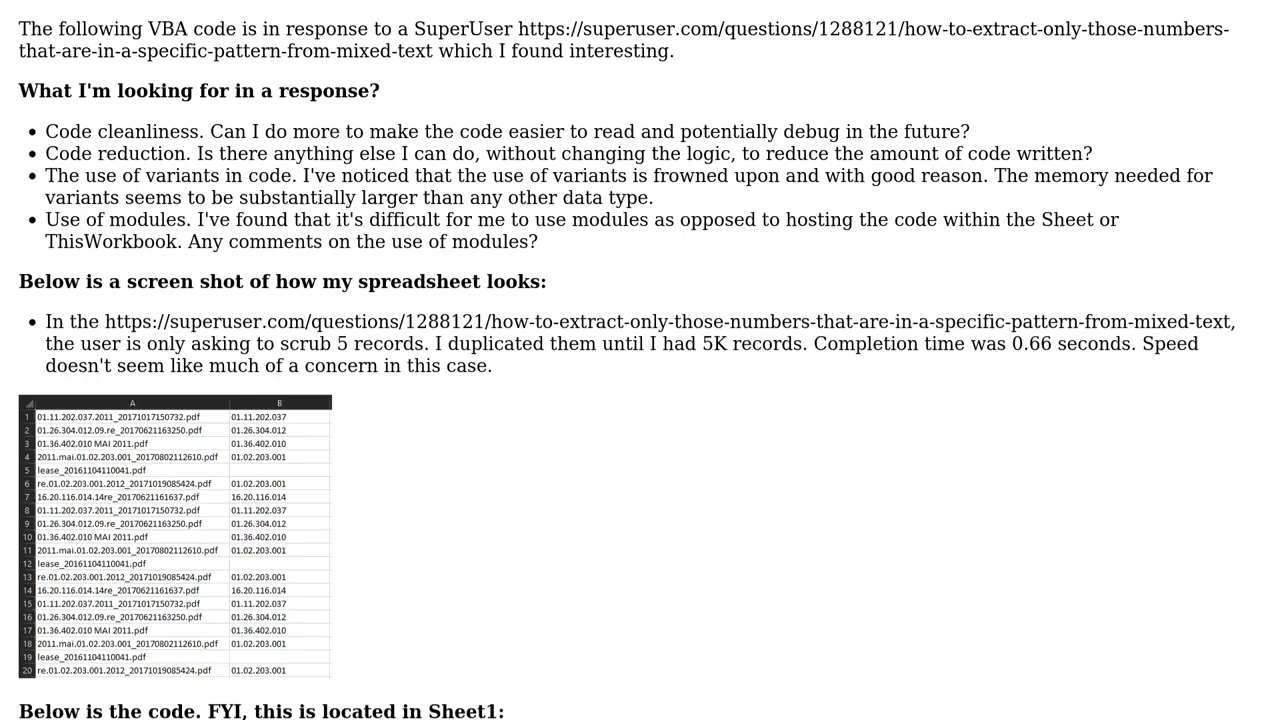 The following VBA code is in response to a SuperUser https://superuser.com/questions/1288121/how-to-extract-only-those-numbers-
that-are-in-a-specific-pattern-from-mixed-text which I found interesting.
What I'm looking for in a response?
• Code cleanliness. Can I do more to make the code easier to read and potentially debug in the future?
• Code reduction. Is there anything else I can do, without changing the logic, to reduce the amount of code written?
• The use of variants in code. I've noticed that the use of variants is frowned upon and with good reason. The memory needed for
variants seems to be substantially larger than any other data type.
• Use of modules. I've found that it's difficult for me to use modules as opposed to hosting the code within the Sheet or
ThisWorkbook. Any comments on the use of modules?
Below is a screen shot of how my spreadsheet looks:
• In the https://superuser.com/questions/1288121/how-to-extract-only-those-numbers-that-are-in-a-specific-pattern-from-mixed-text,
the user is only asking to scrub 5 records. I duplicated them until I had 5K records. Completion time was 0.66 seconds. Speed
doesn't seem like much of a concern in this case.
A B
1 01.11.202.037.2011_20171017150732.pdf 01.11.202.037
2 01.26.304.012.09.re_20170621163250.pdf 01.26.304.012
3 01.36.402.010 MAI 2011.pdf 01.36.402.010
4 2011.mai.01.02.203.001_20170802112610.pdf 01.02.203.001
5 lease_20161104110041.pdf
6 re.01.02.203.001.2012_20171019085424.pdf 01.02.203.001
7 16.20.116.014.14re_20170621161637.pdf 16.20.116.014
8 01.11.202.037.2011_20171017150732.pdf 01.11.202.037
9 01.26.304.012.09.re_20170621163250.pdf 01.26.304.012
10 01.36.402.010 MAI 2011.pdf 01.36.402.010
11 2011.mai.01.02.203.001_20170802112610.pdf 01.02.203.001
12 lease_20161104110041.pdf
13 re.01.02.203.001.2012_20171019085424.pdf 01.02.203.001
14 16.20.116.014.14re_20170621161637.pdf 16.20.116.014
15 01.11.202.037.2011_20171017150732.pdf 01.11.202.037
16 01.26.304.012.09.re_20170621163250.pdf 01.26.304.012
17 01.36.402.010 MAI 2011.pdf 01.36.402.010
18 2011.mai.01.02.203.001_20170802112610.pdf 01.02.203.001
19 lease_20161104110041.pdf
20 re.01.02.203.001.2012_20171019085424.pdf 01.02.203.001
Below is the code. FYI, this is located in Sheet1: